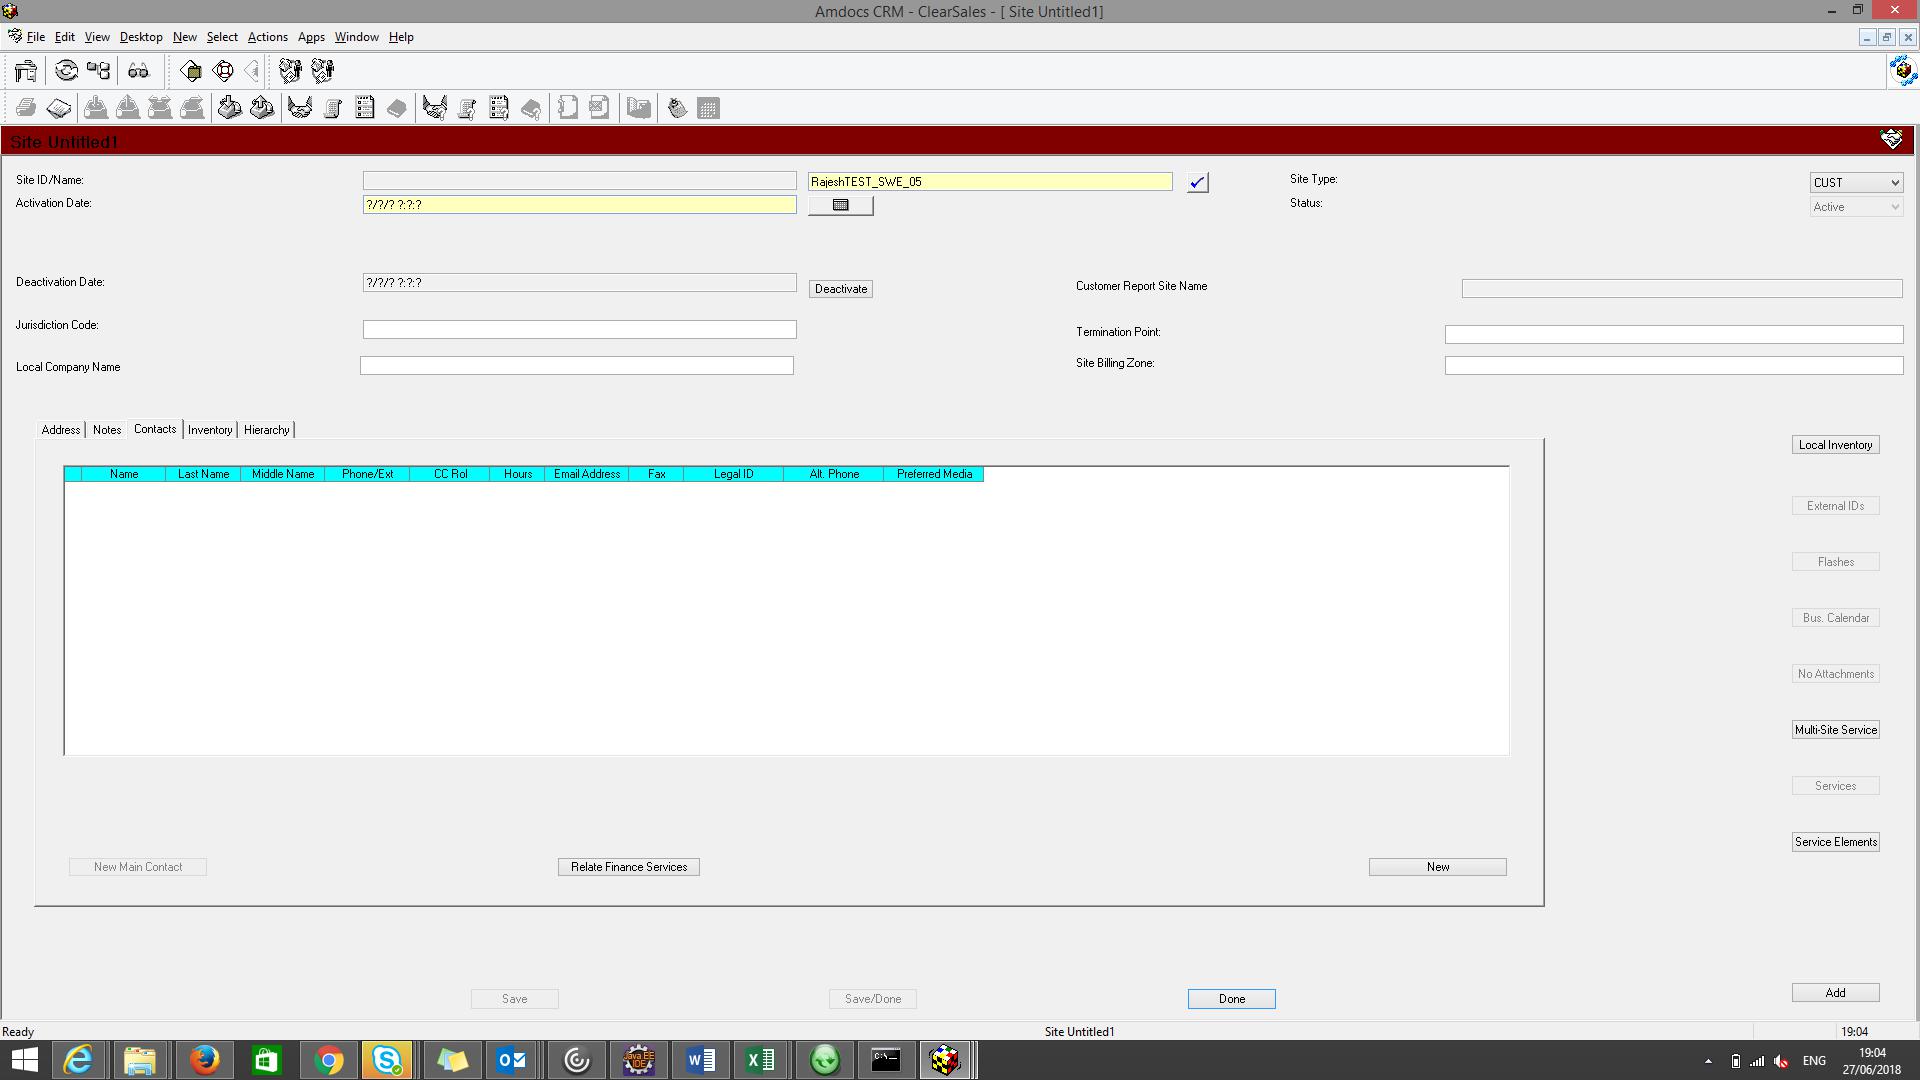 Amdocs CRM - ClearSales - [ Site Untitled1]
File Edit View Desktop New Select Actions Apps Window Help
Site Untitled1
Site ID/Name: RajeshTEST_SWE_05 Site Type: CUST
Activation Date: ?/?/? ?:?:? Status: Active
Deactivation Date: ?/?/? ?:?:? Deactivate Customer Report Site Name
Jurisdiction Code: Termination Point:
Local Company Name Site Billing Zone:
Address Notes Contacts Inventory Hierarchy
Local Inventory
Name Last Name Middle Name Phone/Ext CC Rol Hours Email Address Fax Legal ID Alt. Phone Preferred Media
External IDs
Flashes
Bus. Calendar
No Attachments
Multi-Site Service
Services
Service Elements
New Main Contact Relate Finance Services New
Save Save/Done Done Add
Ready Site Untitled1 19:04
Java EE
IDE
C:\
ENG
19:04
27/06/2018